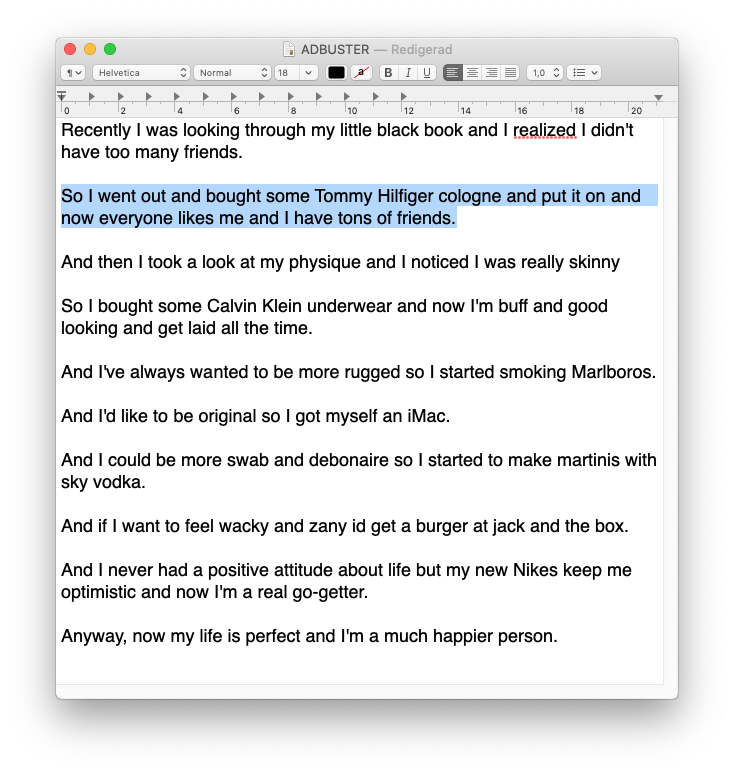 ADBUSTER — Redigerad
¶ Helvetica Normal 18 a B I U 1,0
0 2 4 6 8 10 12 14 16 18 20
Recently I was looking through my little black book and I realized I didn't
have too many friends.
So I went out and bought some Tommy Hilfiger cologne and put it on and
now everyone likes me and I have tons of friends.
And then I took a look at my physique and I noticed I was really skinny
So I bought some Calvin Klein underwear and now I'm buff and good
looking and get laid all the time.
And I've always wanted to be more rugged so I started smoking Marlboros.
And I'd like to be original so I got myself an iMac.
And I could be more swab and debonaire so I started to make martinis with
sky vodka.
And if I want to feel wacky and zany id get a burger at jack and the box.
And I never had a positive attitude about life but my new Nikes keep me
optimistic and now I'm a real go-getter.
Anyway, now my life is perfect and I'm a much happier person.